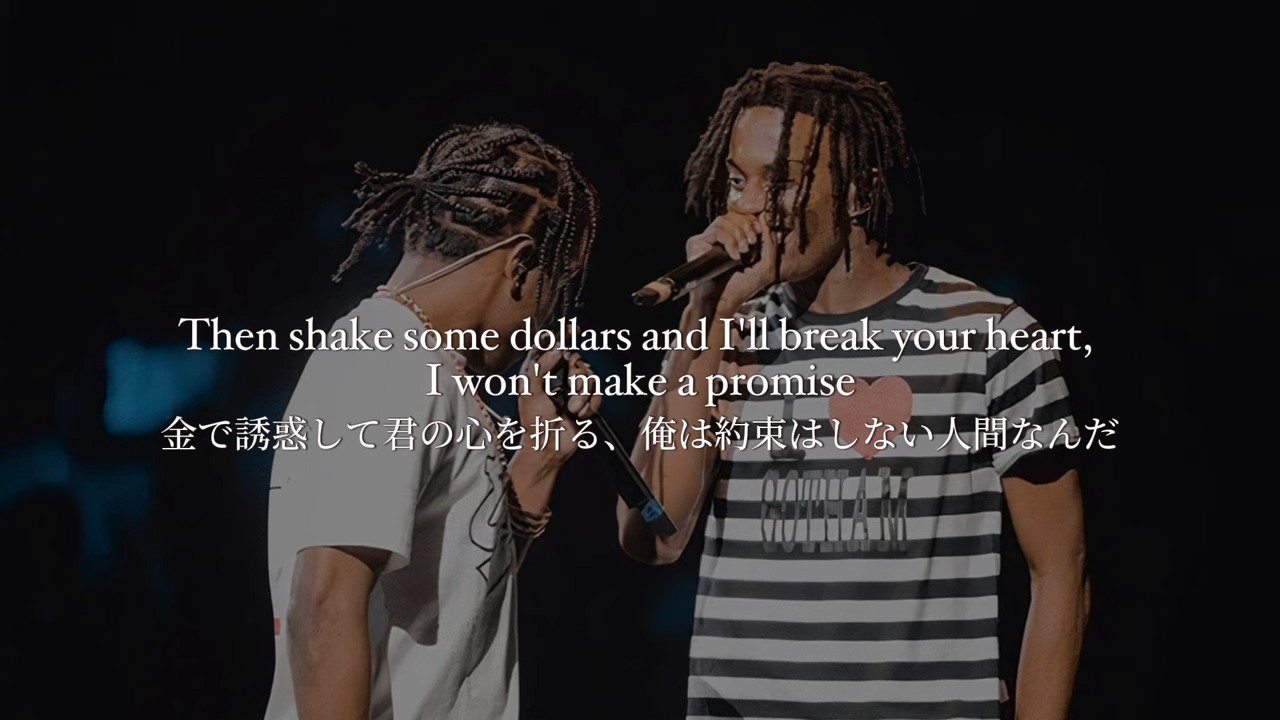 Then shake some dollars and I'll break your heart,
I won't make a promise
金で誘惑して君の心を折る、俺は約束はしない人間なんだ
I
GOTHAM